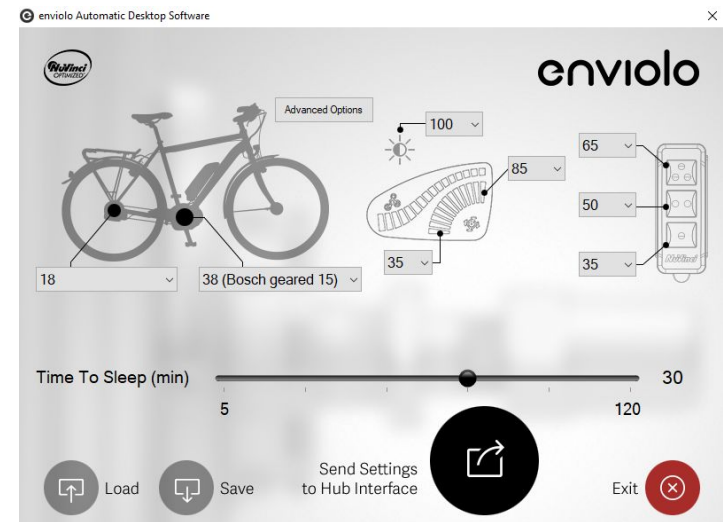 enviolo Automatic Desktop Software
NuVinci
OPTIMIZED
enviolo
Advanced Options
100
65
85
50
35
35
NuVinci
18
38 (Bosch geared 15)
Time To Sleep (min)
30
5
120
Load
Save
Send Settings
to Hub Interface
Exit